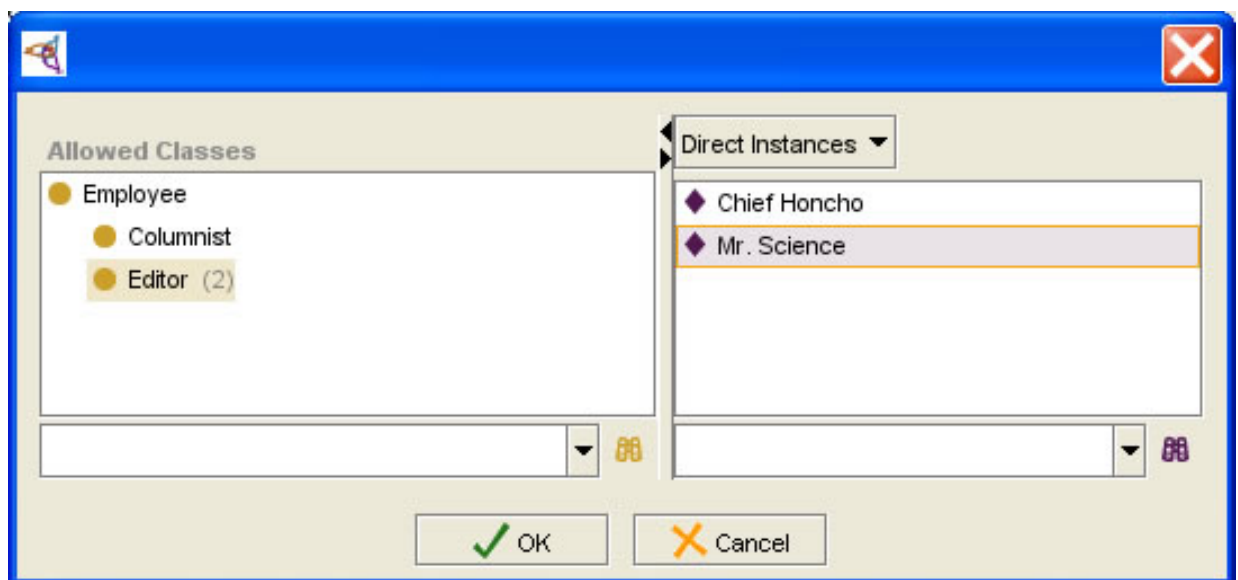 Allowed Classes
Employee
Columnist
Editor (2)
Direct Instances
Chief Honcho
Mr. Science
OK
Cancel